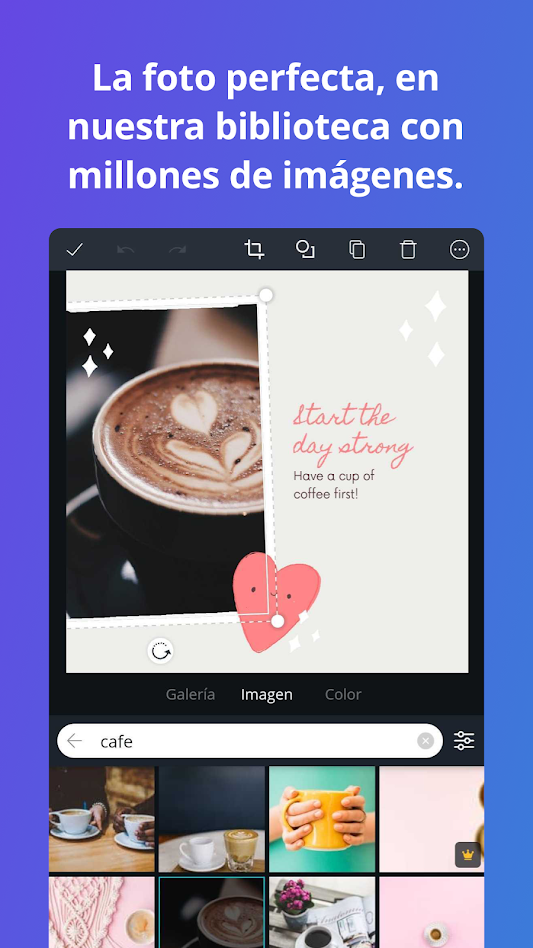 La foto perfecta, en
nuestra biblioteca con
millones de imágenes.
Start the
day strong
Have a cup of
coffee first!
Galería Imagen Color
cafe